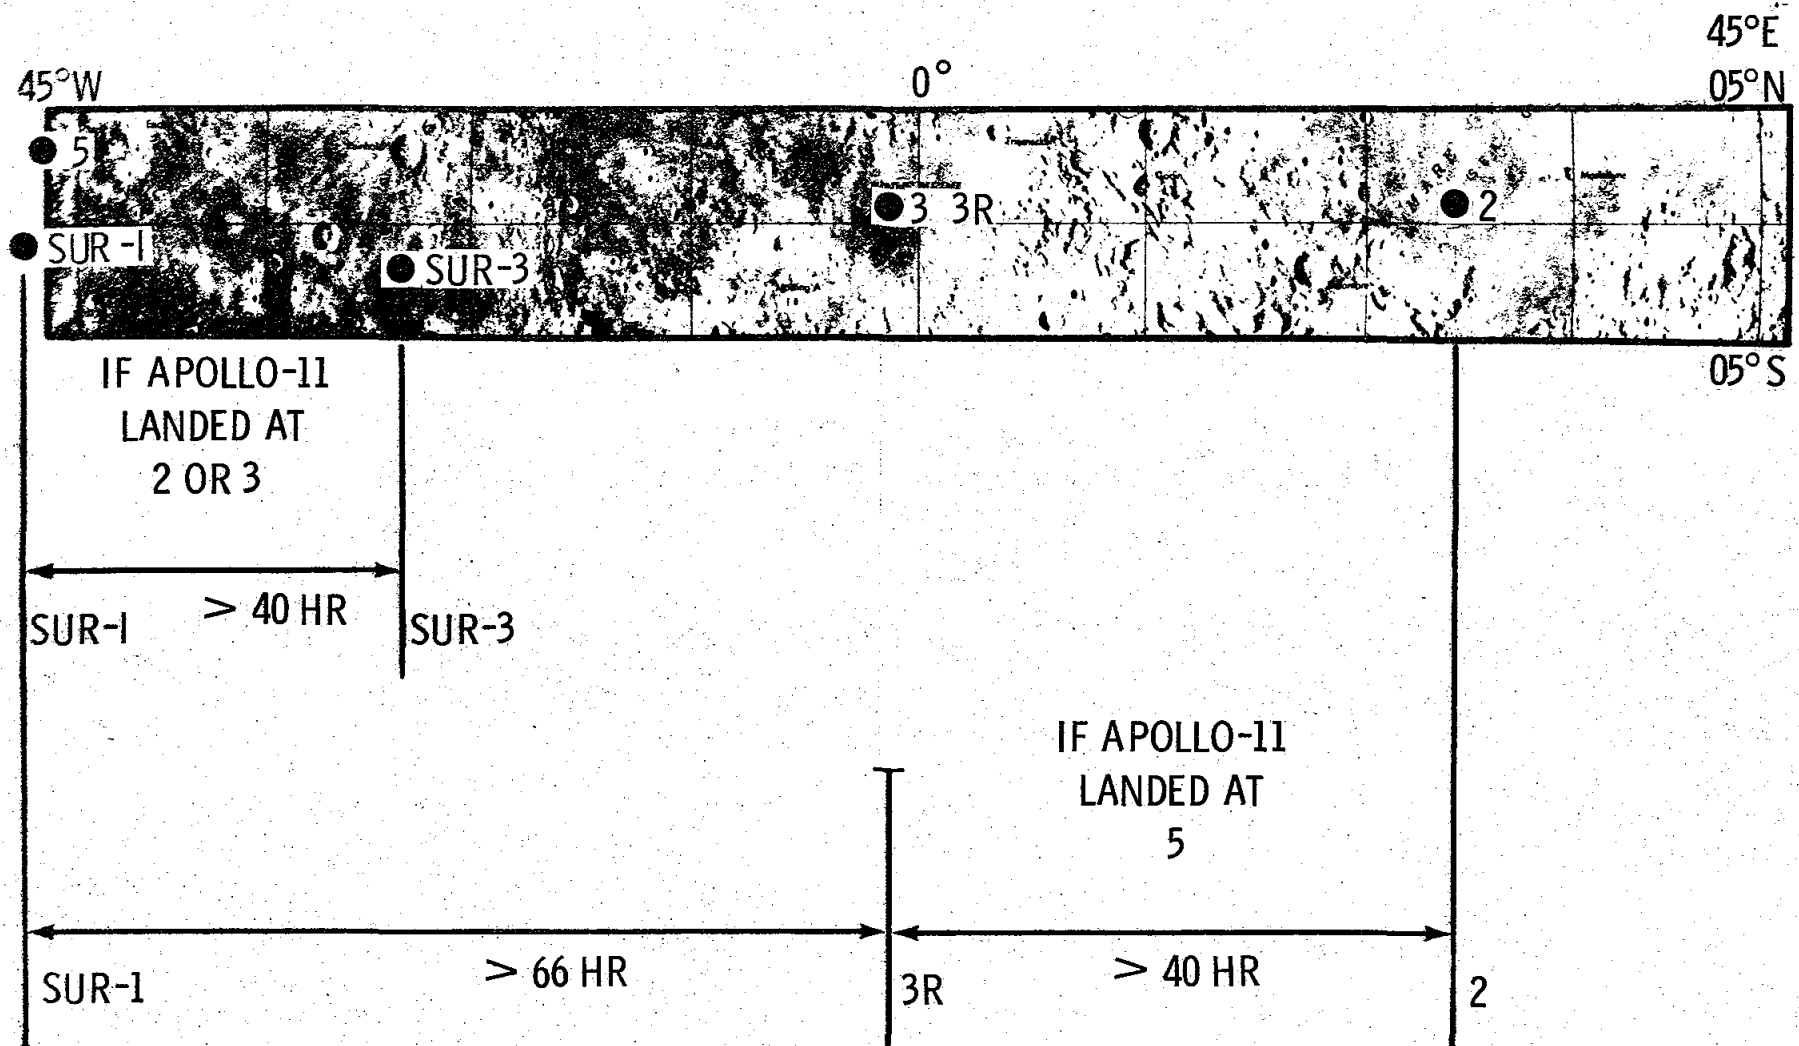 45°E
45°W
0°
05°N
5
3 3R
MARE
2
SUR-1
SUR-3
05°S
IF APOLLO-11
LANDED AT
2 OR 3
> 40 HR
SUR-1
SUR-3
IF APOLLO-11
LANDED AT
5
> 66 HR
> 40 HR
SUR-1
3R
2